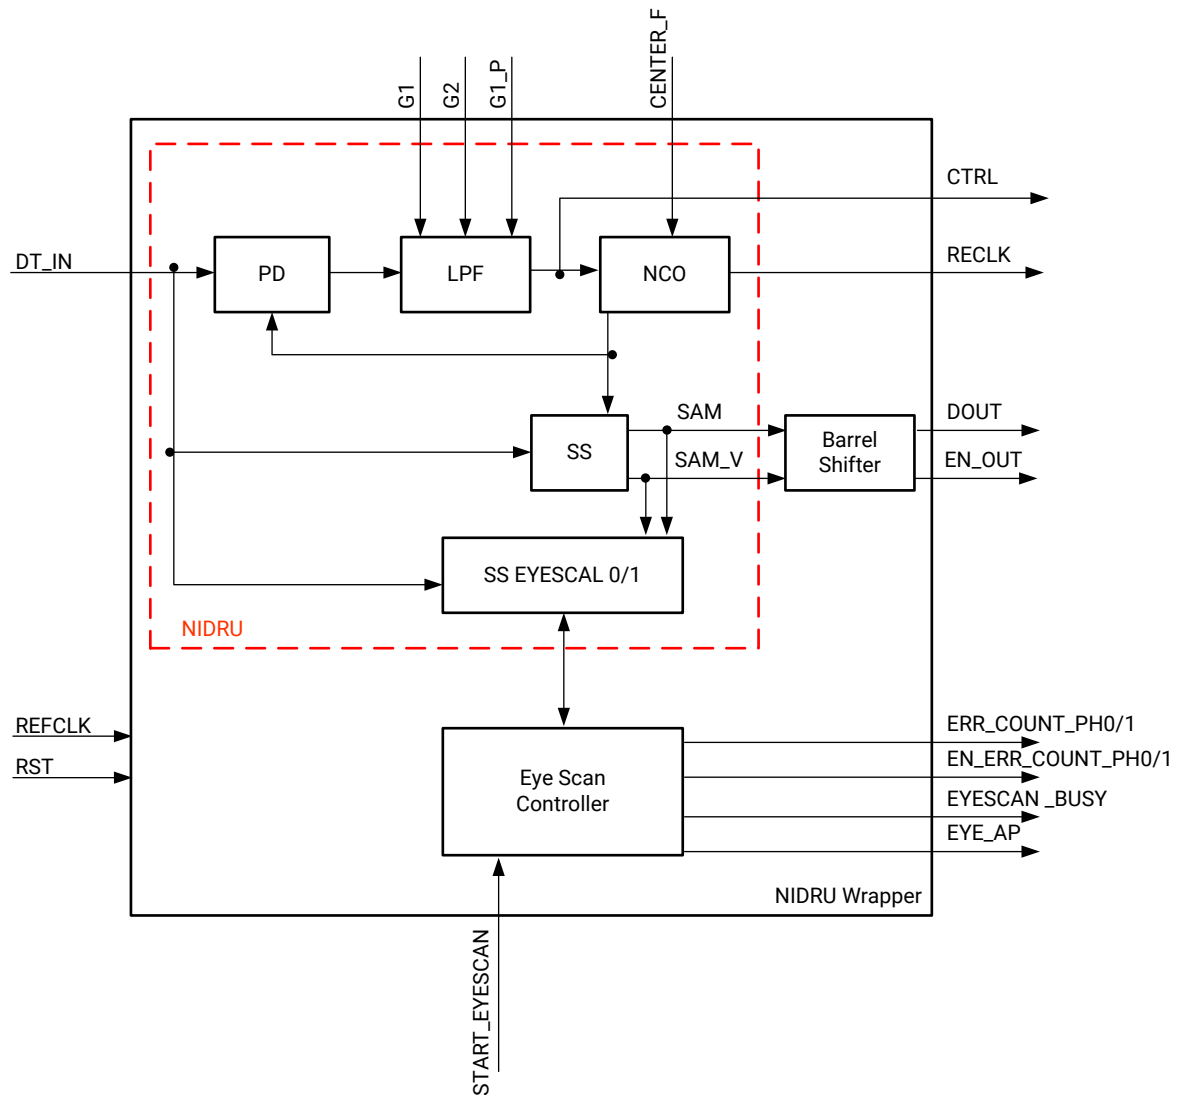 CENTER_F
G1
G2
G1_P
CTRL
DT_IN
PD
LPF
NCO
RECLK
SAM
DOUT
SS
Barrel
Shifter
SAM_V
EN_OUT
SS EYESCAL 0/1
NIDRU
REFCLK
RST
Eye Scan
Controller
ERR_COUNT_PH0/1
EN_ERR_COUNT_PH0/1
EYESCAN _BUSY
EYE_AP
NIDRU Wrapper
START_EYESCAN